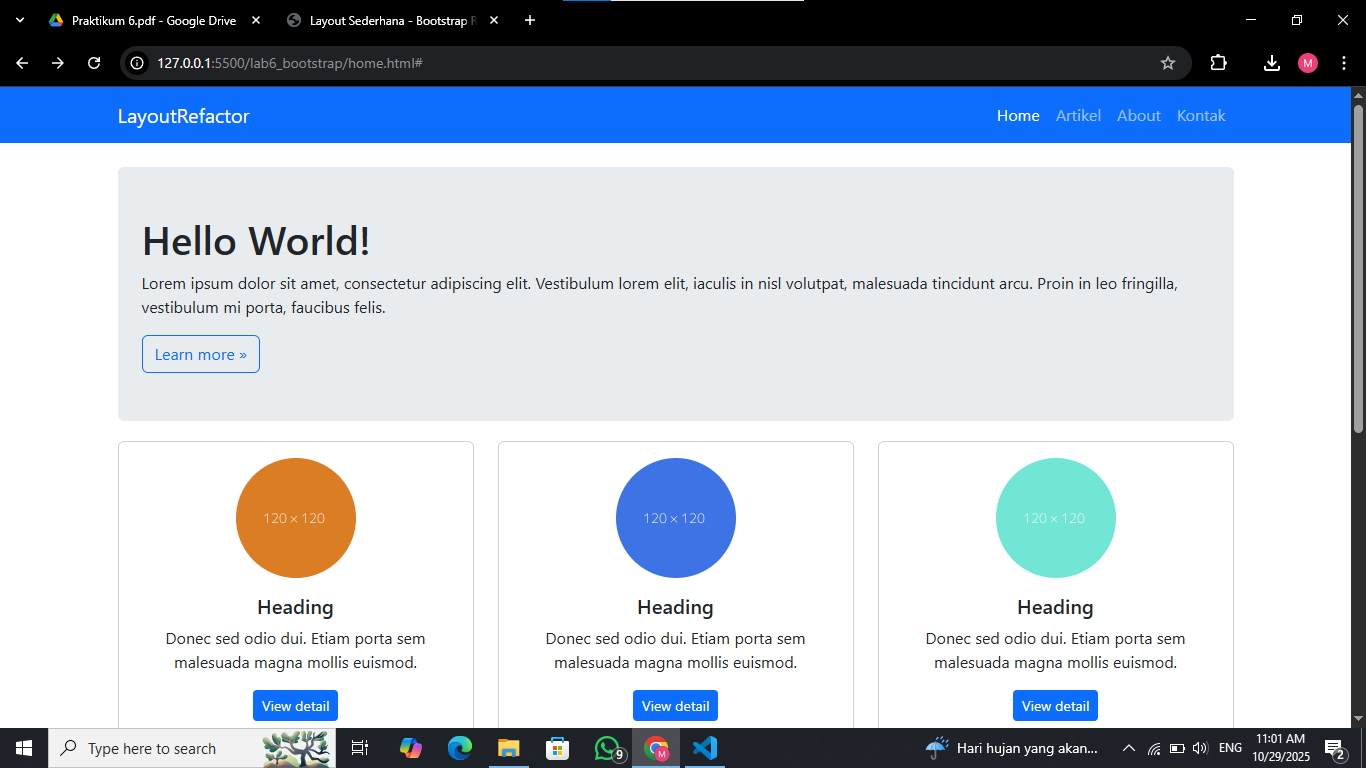 Praktikum 6.pdf - Google Drive
Layout Sederhana - Bootstrap R
127.0.0.1:5500/lab6_bootstrap/home.html#
M
LayoutRefactor
Home Artikel About Kontak
Hello World!
Lorem ipsum dolor sit amet, consectetur adipiscing elit. Vestibulum lorem elit, iaculis in nisl volutpat, malesuada tincidunt arcu. Proin in leo fringilla,
vestibulum mi porta, faucibus felis.
Learn more »
120 × 120
Heading
Donec sed odio dui. Etiam porta sem
malesuada magna mollis euismod.
View detail
120 × 120
Heading
Donec sed odio dui. Etiam porta sem
malesuada magna mollis euismod.
View detail
120 × 120
Heading
Donec sed odio dui. Etiam porta sem
malesuada magna mollis euismod.
View detail
Type here to search
9
M
Hari hujan yang akan...
ENG
11:01 AM
10/29/2025
2